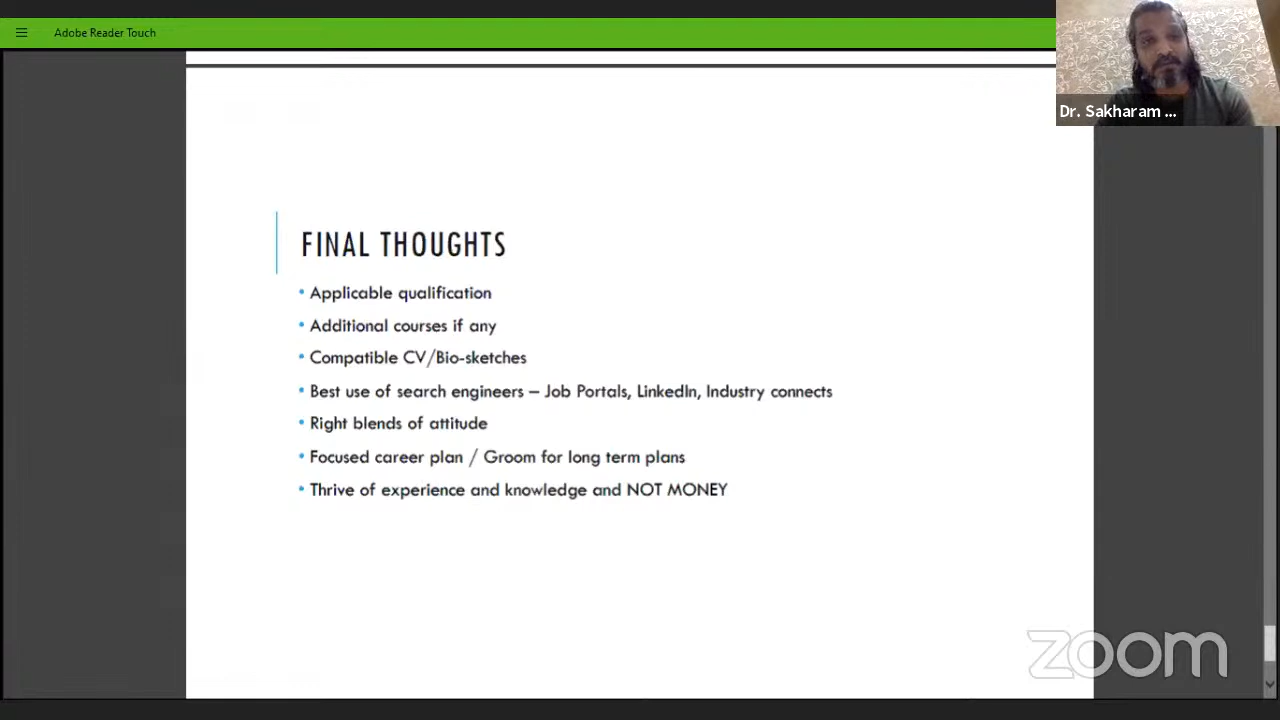 Adobe Reader Touch
Dr. Sakharam ...
FINAL THOUGHTS
• Applicable qualification
• Additional courses if any
• Compatible CV/Bio-sketches
• Best use of search engineers – Job Portals, LinkedIn, Industry connects
• Right blends of attitude
• Focused career plan / Groom for long term plans
• Thrive of experience and knowledge and NOT MONEY
zoom